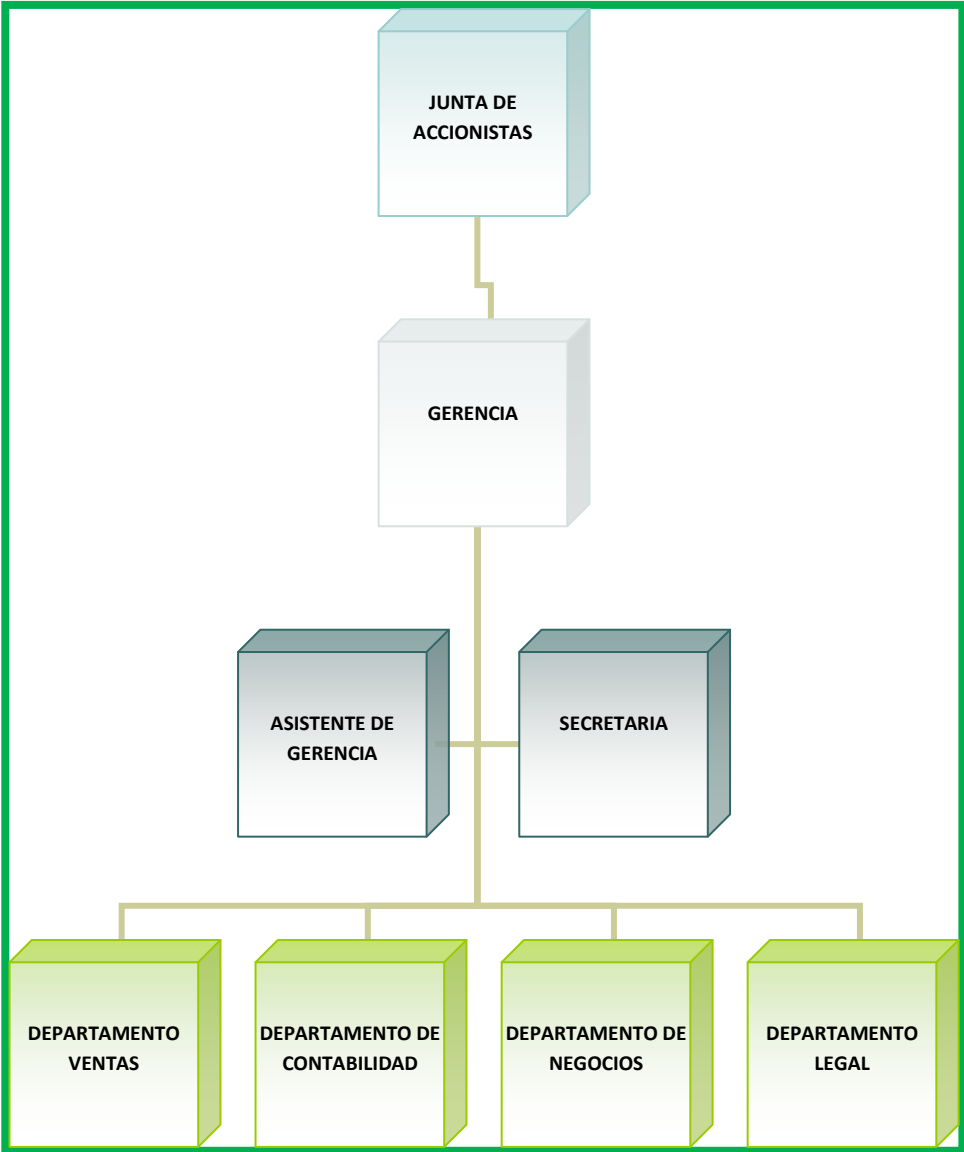 JUNTA DE
ACCIONISTAS
GERENCIA
ASISTENTE DE
GERENCIA
SECRETARIA
DEPARTAMENTO
VENTAS
DEPARTAMENTO DE
CONTABILIDAD
DEPARTAMENTO DE
NEGOCIOS
DEPARTAMENTO
LEGAL